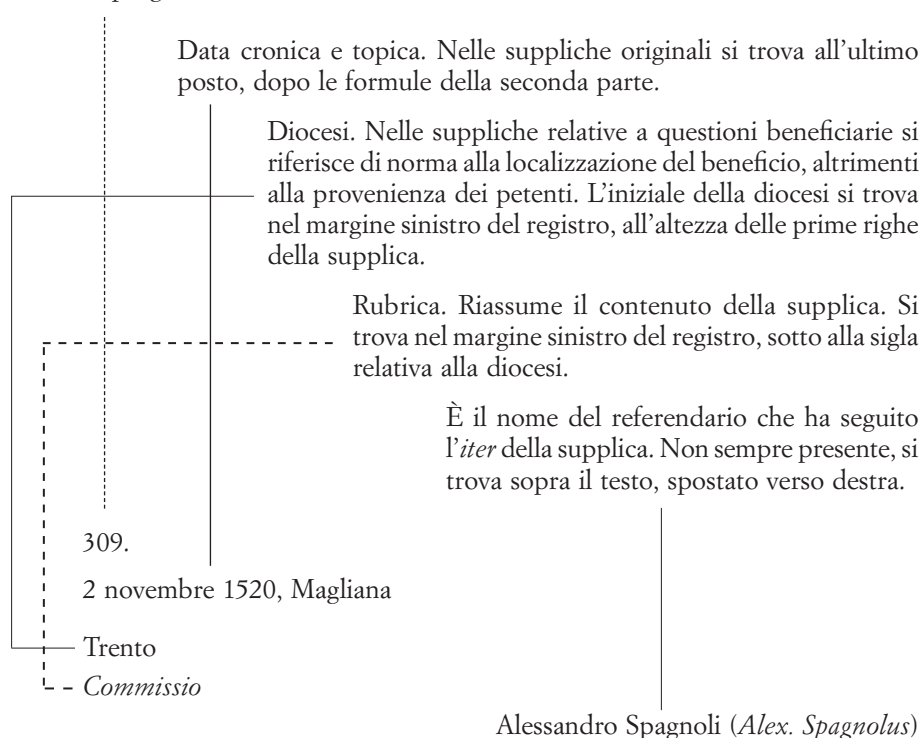 Data cronica e topica. Nelle suppliche originali si trova all’ultimo
posto, dopo le formule della seconda parte.
Diocesi. Nelle suppliche relative a questioni beneficiarie si
riferisce di norma alla localizzazione del beneficio, altrimenti
alla provenienza dei petenti. L’iniziale della diocesi si trova
nel margine sinistro del registro, all’altezza delle prime righe
della supplica.
Rubrica. Riassume il contenuto della supplica. Si
trova nel margine sinistro del registro, sotto alla sigla
relativa alla diocesi.
È il nome del referendario che ha seguito
l’iter della supplica. Non sempre presente, si
trova sopra il testo, spostato verso destra.
309.
2 novembre 1520, Magliana
Trento
Commissio
Alessandro Spagnoli (Alex. Spagnolus)